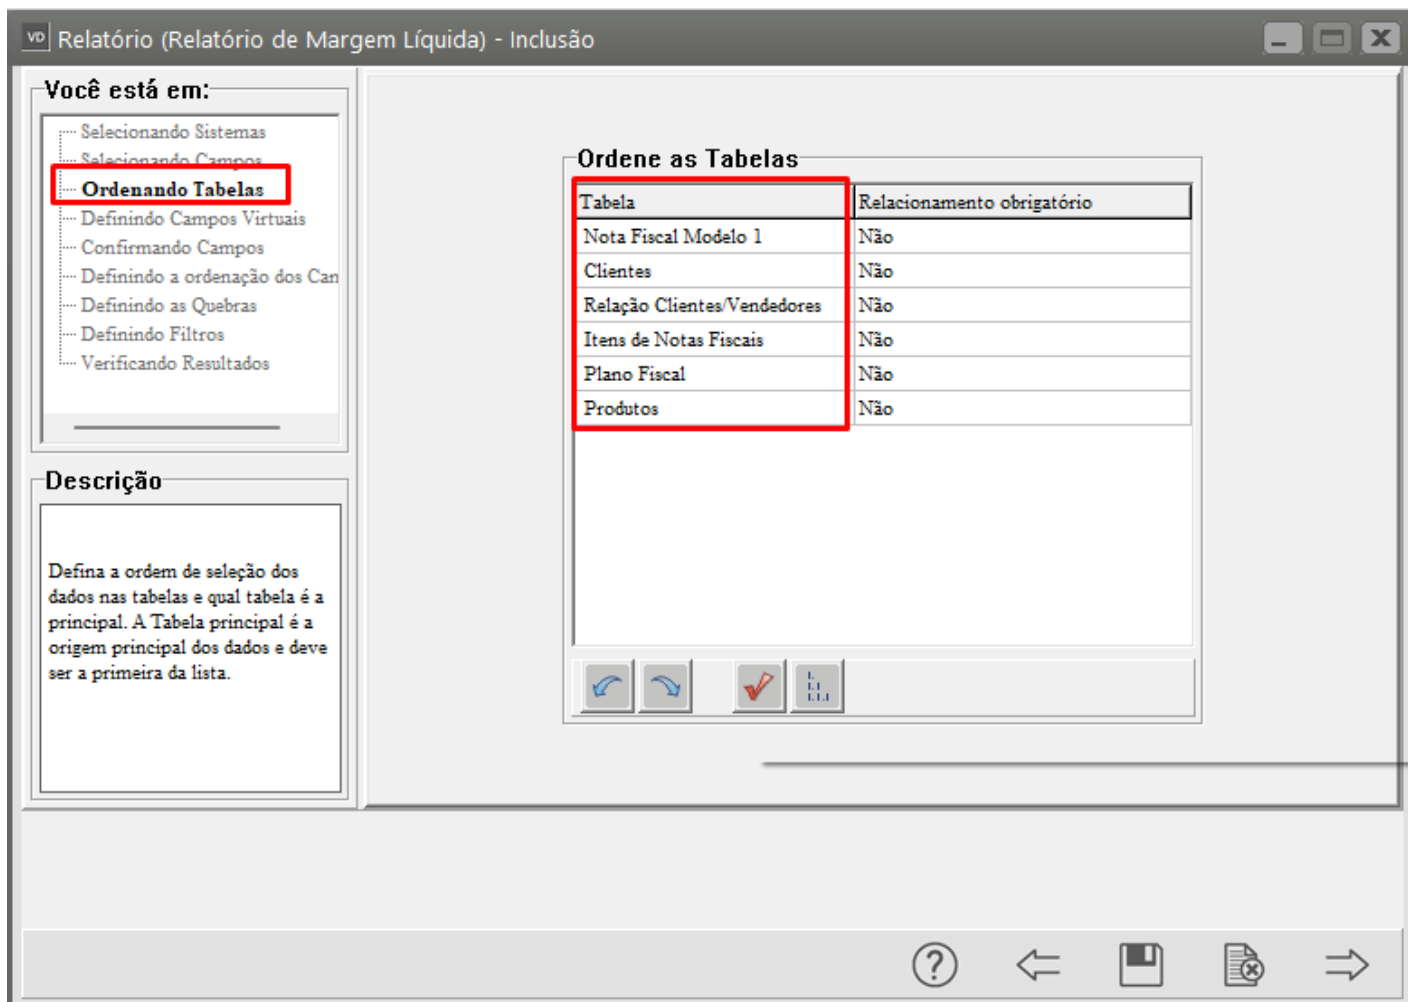 VD Relatório (Relatório de Margem Líquida) - Inclusão
Você está em:
Selecionando Sistemas
Selecionando Campos
Ordenando Tabelas
Definindo Campos Virtuais
Confirmando Campos
Definindo a ordenação dos Can
Definindo as Quebras
Definindo Filtros
Verificando Resultados
Descrição
Defina a ordem de seleção dos
dados nas tabelas e qual tabela é a
principal. A Tabela principal é a
origem principal dos dados e deve
ser a primeira da lista.
Ordene as Tabelas
Tabela Relacionamento obrigatório
Nota Fiscal Modelo 1 Não
Clientes Não
Relação Clientes/Vendedores Não
Itens de Notas Fiscais Não
Plano Fiscal Não
Produtos Não